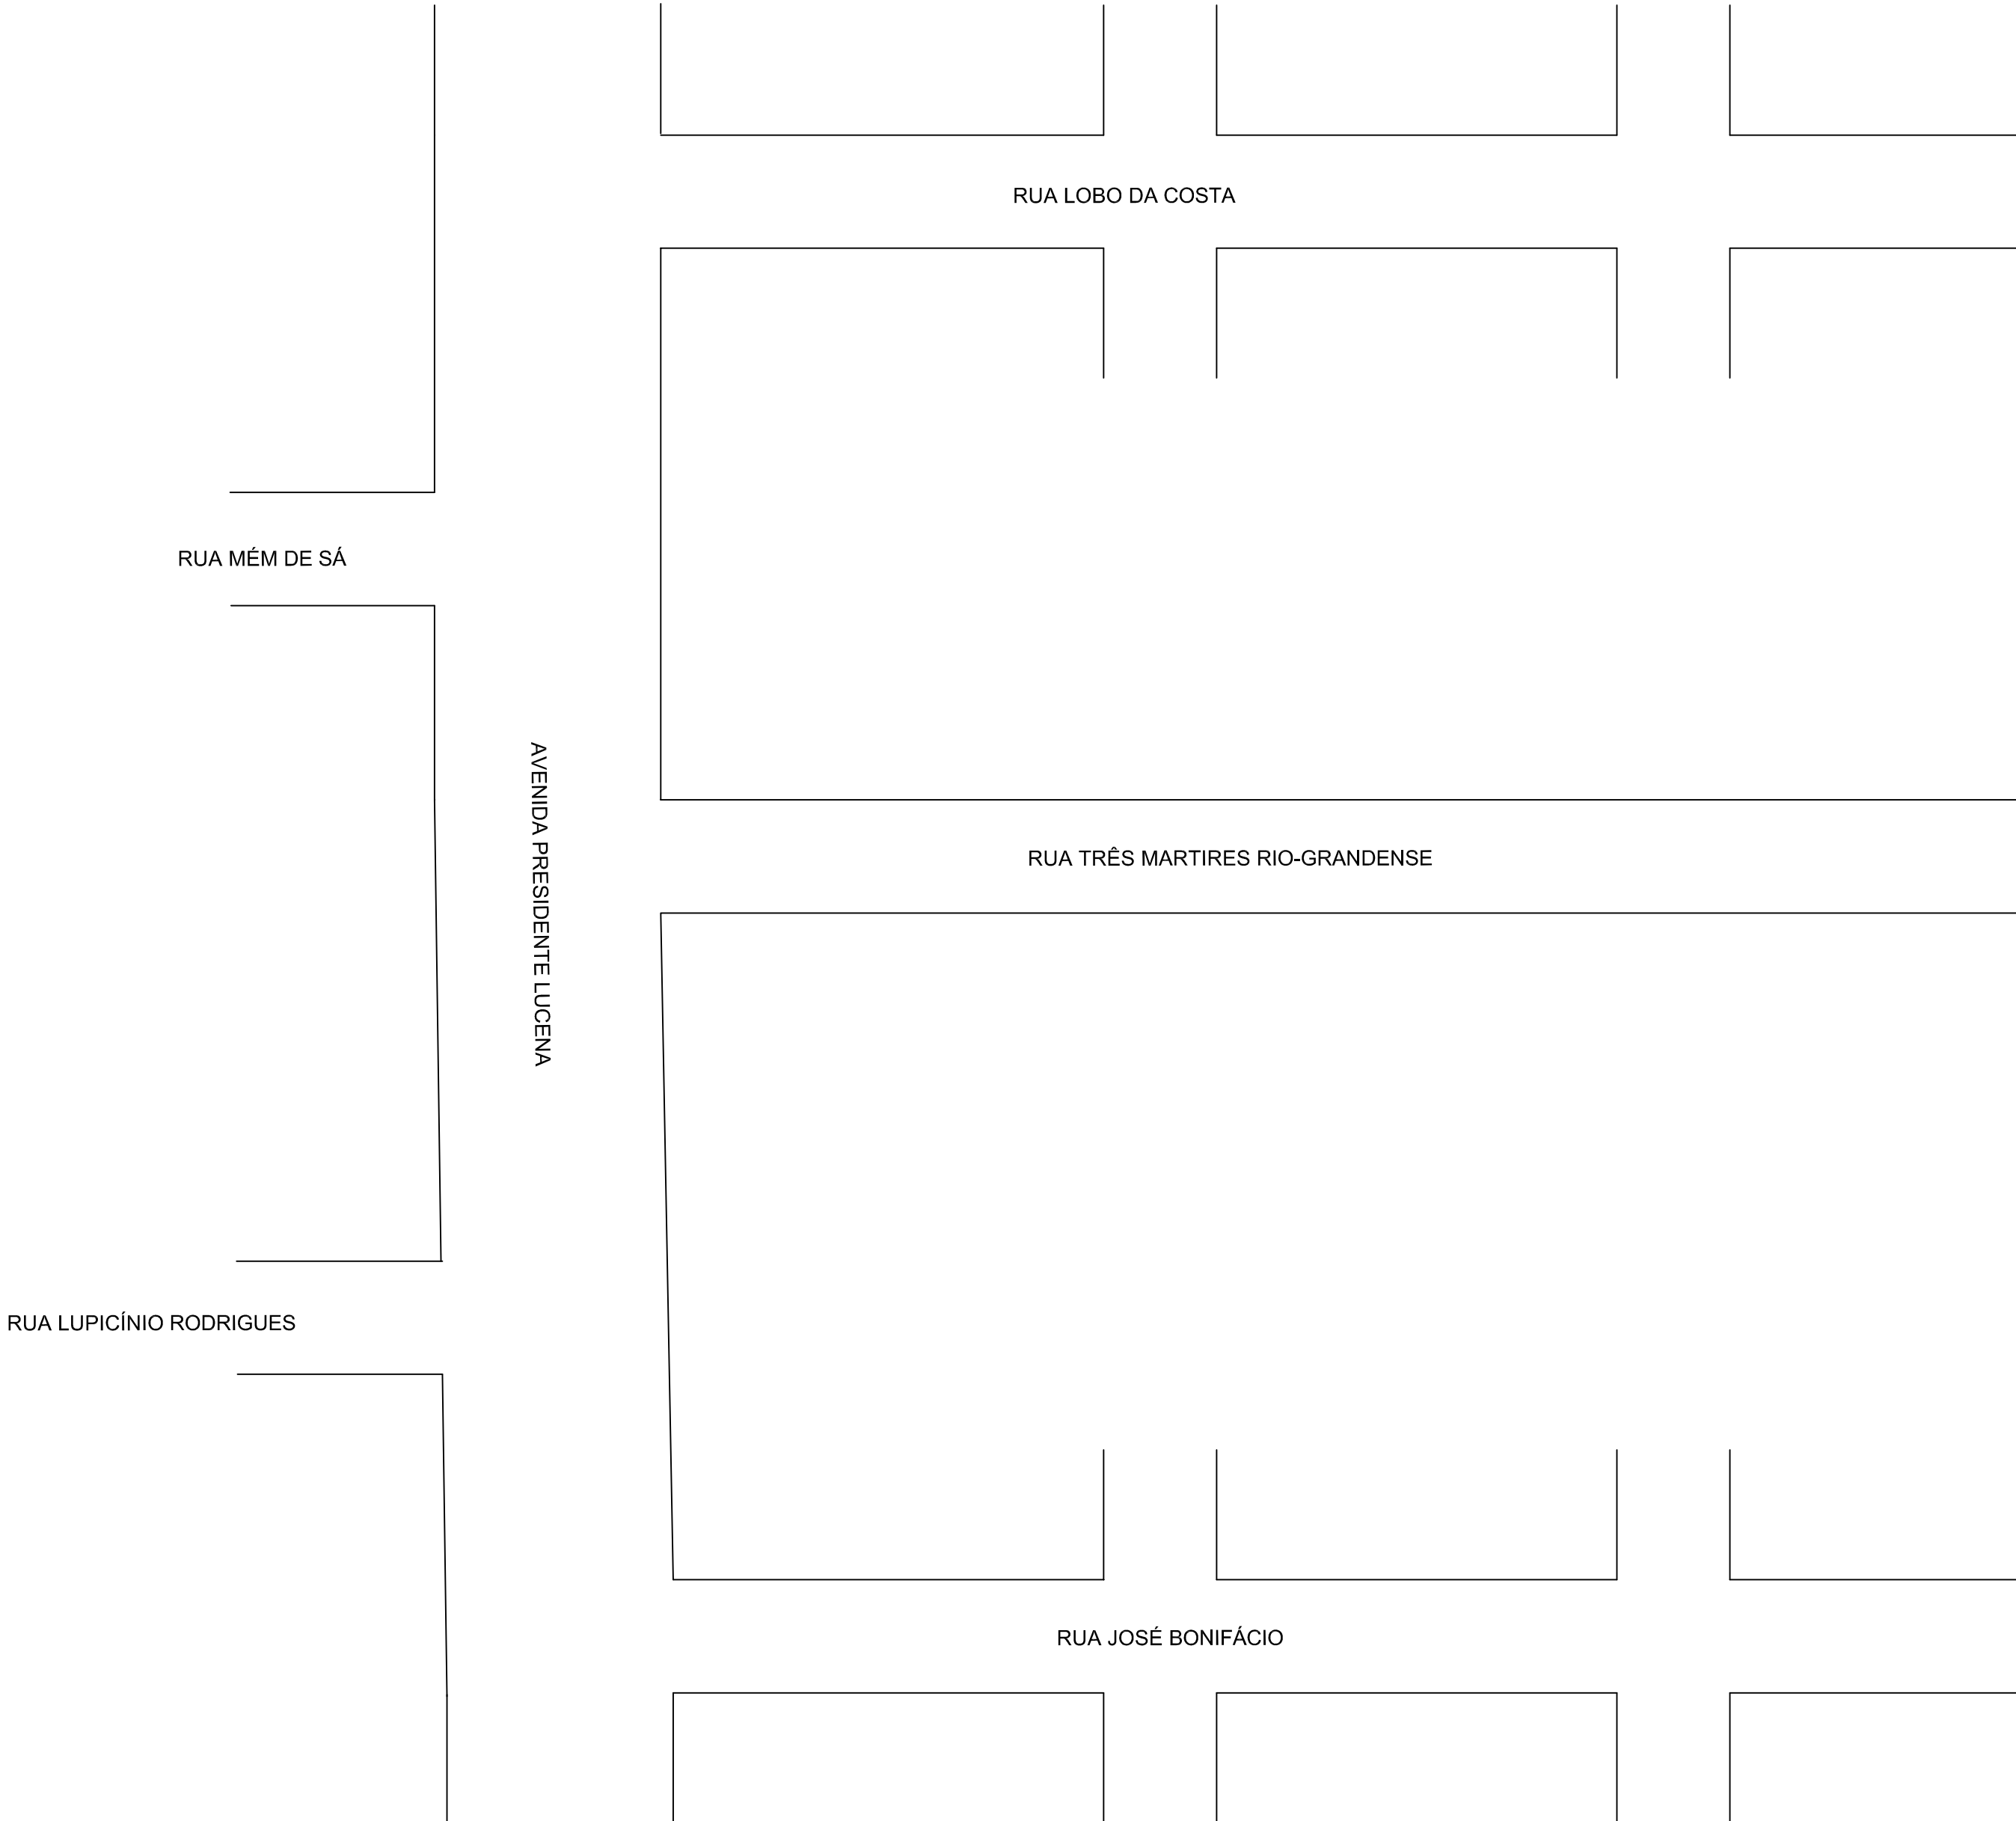 RUA LOBO DA COSTA
RUA MÉM DE SÁ
AVENIDA PRESIDENTE LUCENA
RUA TRÊS MARTIRES RIO-GRANDENSE
RUA LUPICÍNIO RODRIGUES
RUA JOSÉ BONIFÁCIO